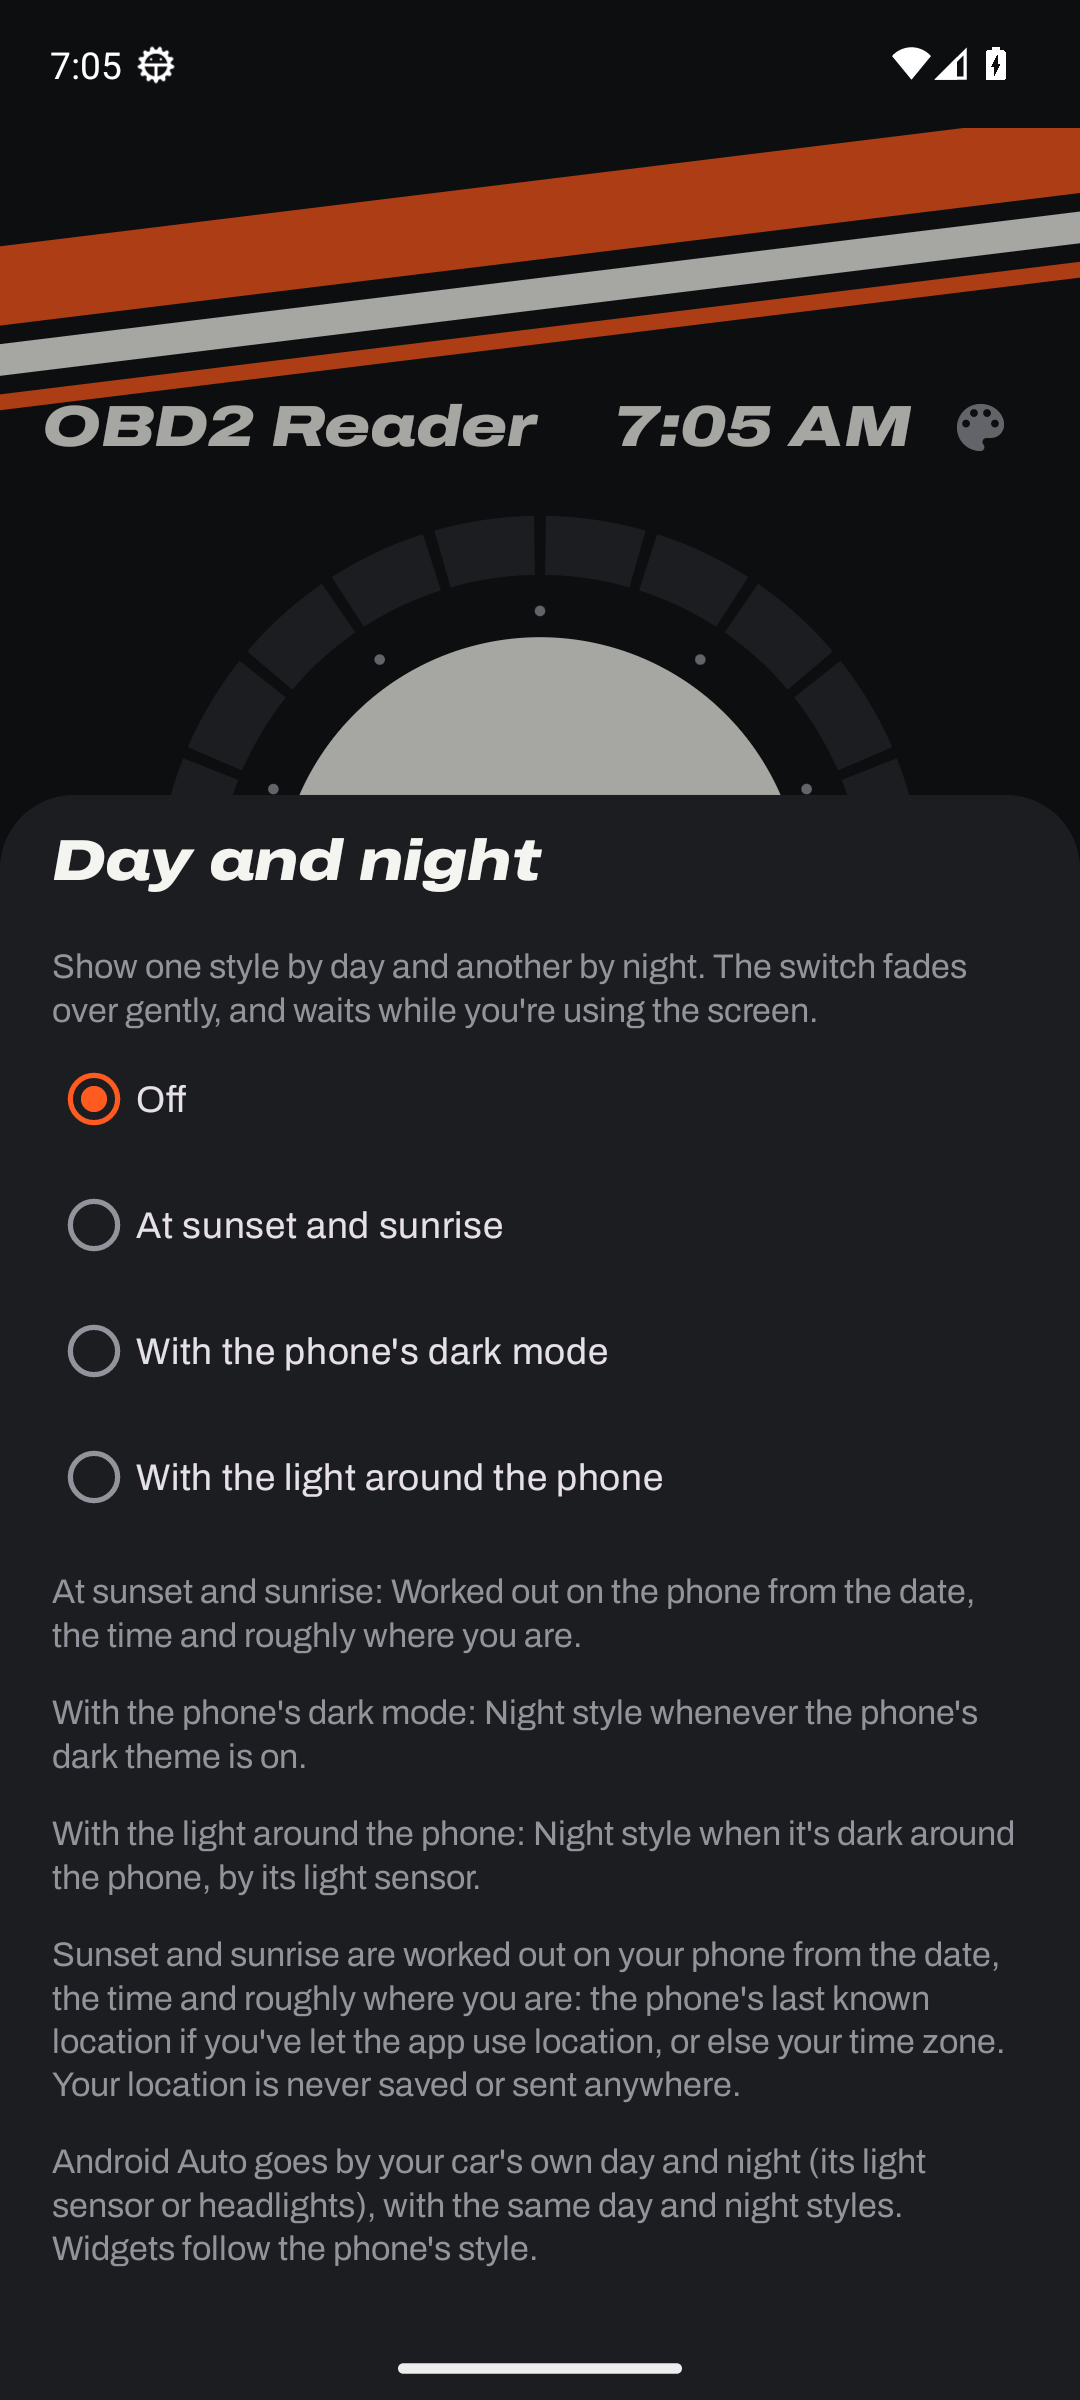 7:05
OBD2 Reader 7:05 AM
Day and night
Show one style by day and another by night. The switch fades
over gently, and waits while you're using the screen.
Off
At sunset and sunrise
With the phone's dark mode
With the light around the phone
At sunset and sunrise: Worked out on the phone from the date,
the time and roughly where you are.
With the phone's dark mode: Night style whenever the phone's
dark theme is on.
With the light around the phone: Night style when it's dark around
the phone, by its light sensor.
Sunset and sunrise are worked out on your phone from the date,
the time and roughly where you are: the phone's last known
location if you've let the app use location, or else your time zone.
Your location is never saved or sent anywhere.
Android Auto goes by your car's own day and night (its light
sensor or headlights), with the same day and night styles.
Widgets follow the phone's style.